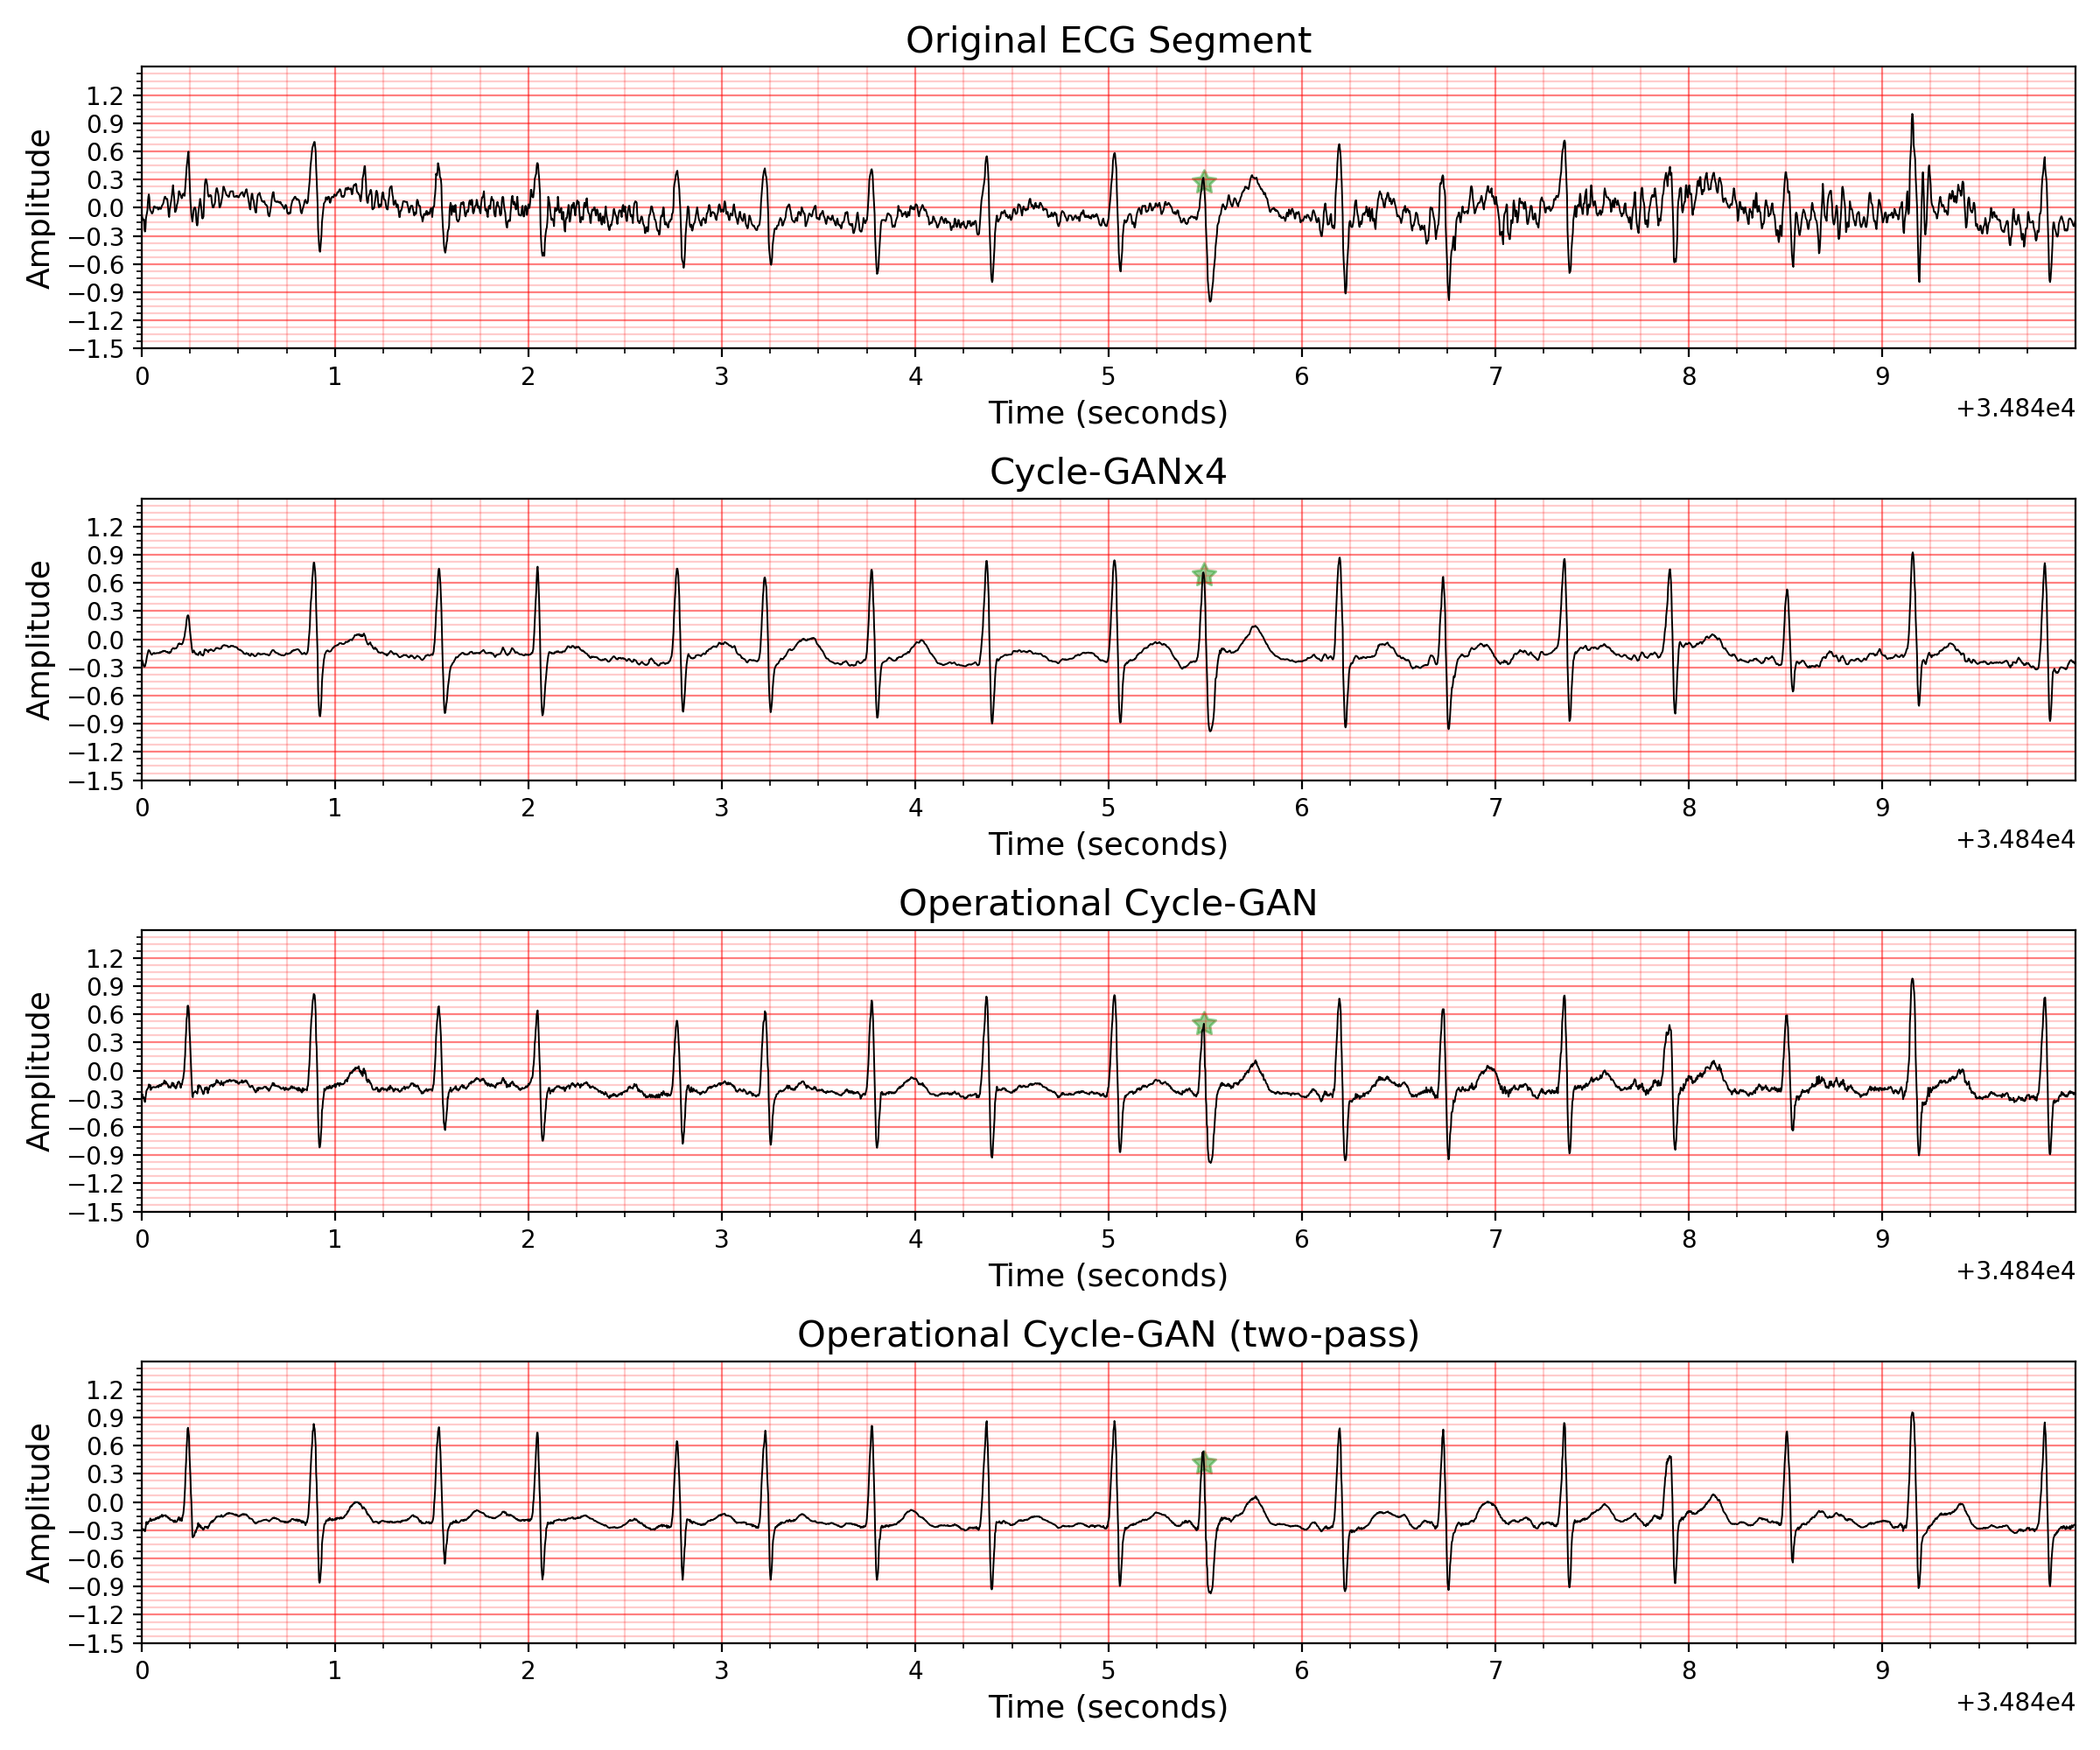 Original ECG Segment
Amplitude
1.2
0.9
0.6
0.3
0.0
−0.3
−0.6
−0.9
−1.2
−1.5
0 1 2 3 4 5 6 7 8 9
+3.484e4
Time (seconds)
Cycle-GANx4
Amplitude
1.2
0.9
0.6
0.3
0.0
−0.3
−0.6
−0.9
−1.2
−1.5
0 1 2 3 4 5 6 7 8 9
+3.484e4
Time (seconds)
Operational Cycle-GAN
Amplitude
1.2
0.9
0.6
0.3
0.0
−0.3
−0.6
−0.9
−1.2
−1.5
0 1 2 3 4 5 6 7 8 9
+3.484e4
Time (seconds)
Operational Cycle-GAN (two-pass)
Amplitude
1.2
0.9
0.6
0.3
0.0
−0.3
−0.6
−0.9
−1.2
−1.5
0 1 2 3 4 5 6 7 8 9
+3.484e4
Time (seconds)